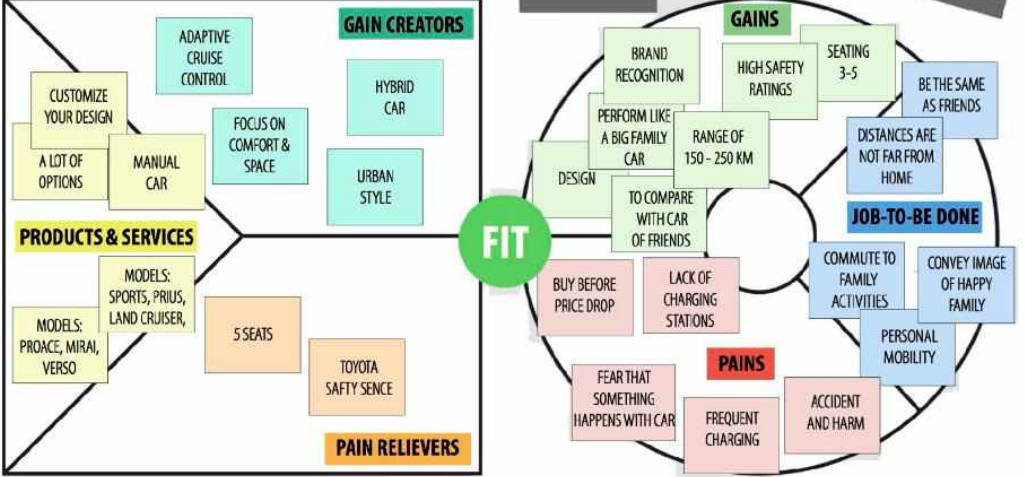 GAIN CREATORS
ADAPTIVE
CRUISE
CONTROL
HYBRID
CAR
FOCUS ON
COMFORT &
SPACE
URBAN
STYLE
CUSTOMIZE
YOUR DESIGN
A LOT OF
OPTIONS
MANUAL
CAR
PRODUCTS & SERVICES
MODELS:
SPORTS, PRIUS,
LAND CRUISER,
MODELS:
PROACE, MIRAI,
VERSO
5 SEATS
TOYOTA
SAFTY SENCE
PAIN RELIEVERS
FIT
GAINS
BRAND
RECOGNITION
HIGH SAFETY
RATINGS
SEATING
3-5
PERFORM LIKE
A BIG FAMILY
CAR
RANGE OF
150 - 250 KM
DESIGN
TO COMPARE
WITH CAR
OF FRIENDS
BE THE SAME
AS FRIENDS
DISTANCES ARE
NOT FAR FROM
HOME
JOB-TO-BE DONE
COMMUTE TO
FAMILY
ACTIVITIES
CONVEY IMAGE
OF HAPPY
FAMILY
PERSONAL
MOBILITY
BUY BEFORE
PRICE DROP
LACK OF
CHARGING
STATIONS
PAINS
FEAR THAT
SOMETHING
HAPPENS WITH CAR
FREQUENT
CHARGING
ACCIDENT
AND HARM